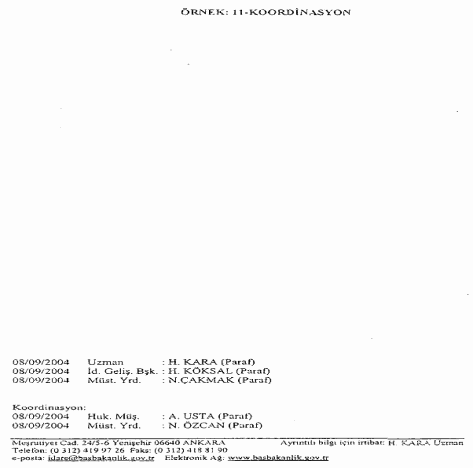 ÖRNEK: 11-KOORDİNASYON
08/09/2004 Uzman : H. KARA (Paraf)
08/09/2004 İd. Geliş. Bşk. : H. KÖKSAL (Paraf)
08/09/2004 Müst. Yrd. : N.ÇAKMAK (Paraf)
Koordinasyon:
08/09/2004 Huk. Müş. : A. USTA (Paraf)
08/09/2004 Müst. Yrd. : N. ÖZCAN (Paraf)
Meşrutiyet Cad. 24/5-6 Yenişehir 06640 ANKARA Ayrıntılı bilgi için irtibat: H. KARA Uzman
Telefon: (0 312) 419 97 26 Faks: (0 312) 418 81 90
e-posta: idare@basbakanlik.gov.tr Elektronik Ağ: www.basbakanlik.gov.tr